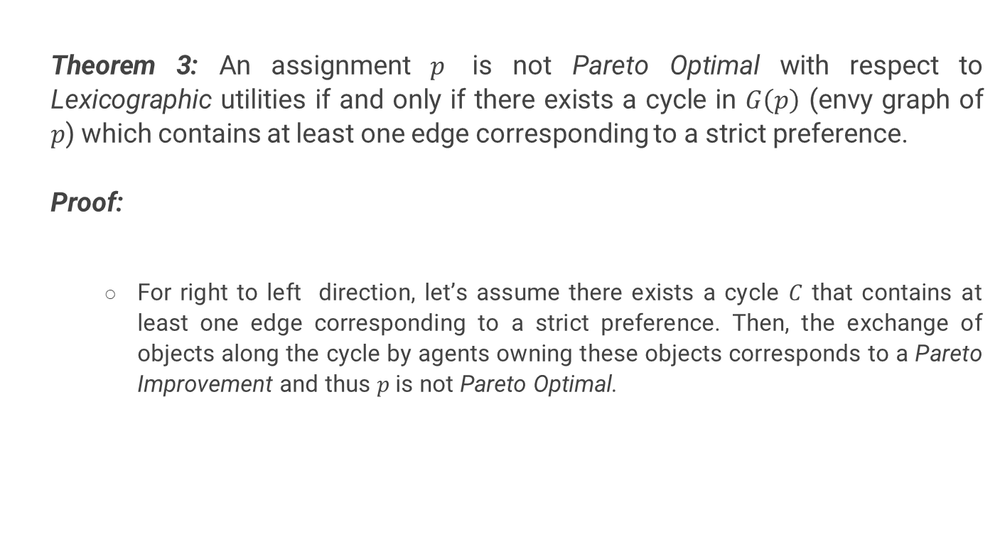 Theorem 3: An assignment p is not Pareto Optimal with respect to
Lexicographic utilities if and only if there exists a cycle in G(p) (envy graph of
p) which contains at least one edge corresponding to a strict preference.
Proof:
○ For right to left direction, let’s assume there exists a cycle C that contains at
least one edge corresponding to a strict preference. Then, the exchange of
objects along the cycle by agents owning these objects corresponds to a Pareto
Improvement and thus p is not Pareto Optimal.